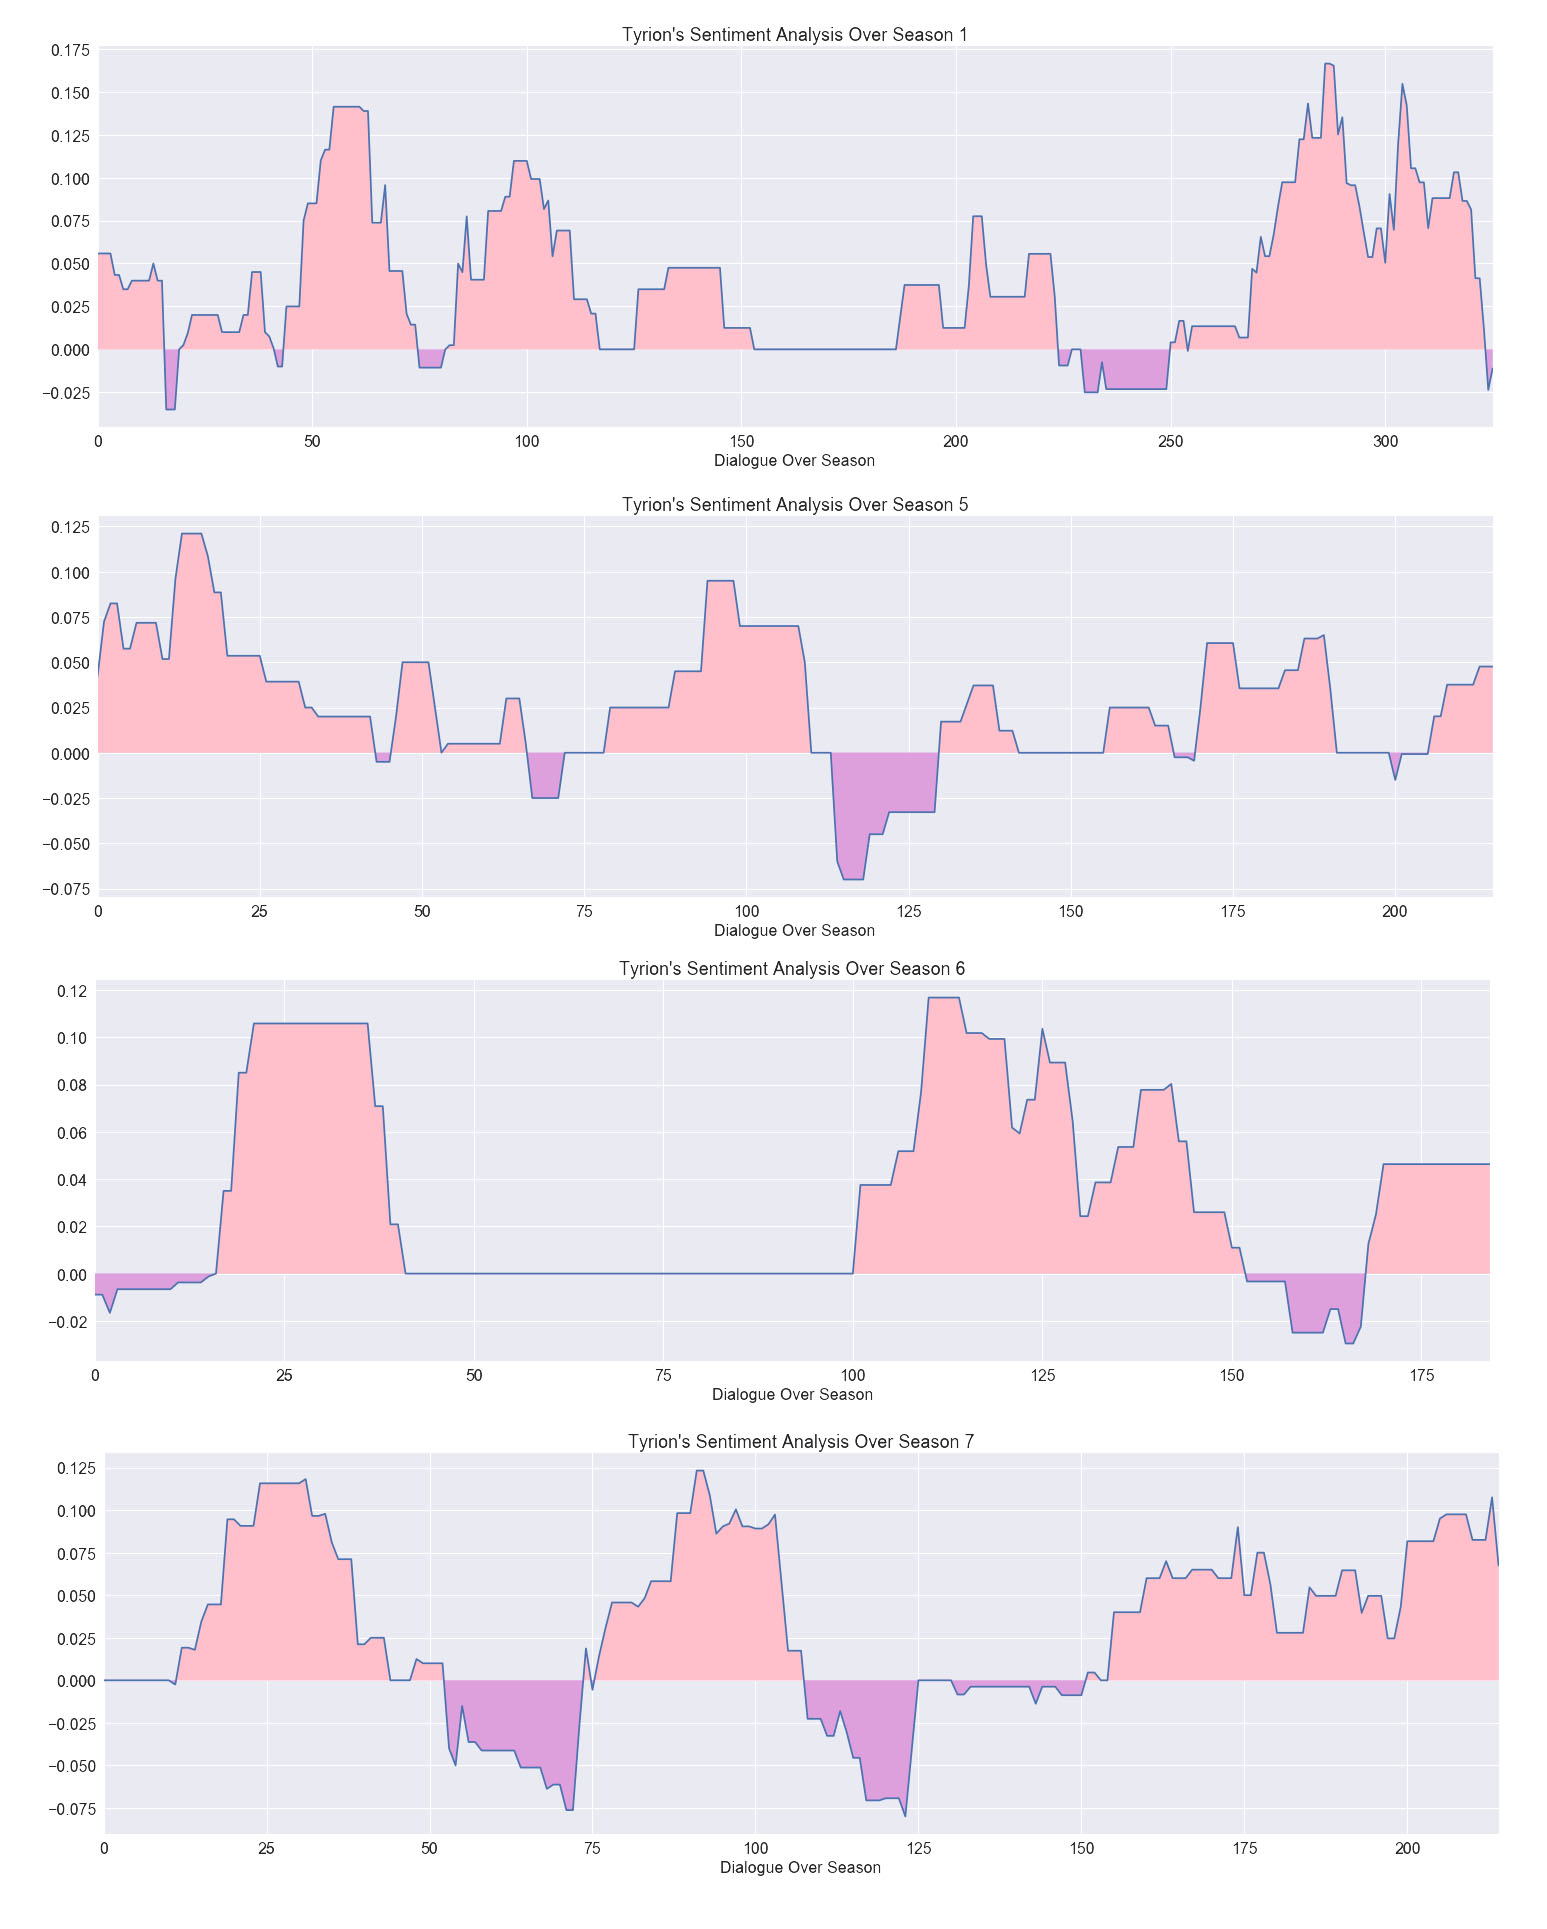 Tyrion's Sentiment Analysis Over Season 1
0.175
0.150
0.125
0.100
0.075
0.050
0.025
0.000
−0.025
0 50 100 150 200 250 300
Dialogue Over Season
Tyrion's Sentiment Analysis Over Season 5
0.125
0.100
0.075
0.050
0.025
0.000
−0.025
−0.050
−0.075
0 25 50 75 100 125 150 175 200
Dialogue Over Season
Tyrion's Sentiment Analysis Over Season 6
0.12
0.10
0.08
0.06
0.04
0.02
0.00
−0.02
0 25 50 75 100 125 150 175
Dialogue Over Season
Tyrion's Sentiment Analysis Over Season 7
0.125
0.100
0.075
0.050
0.025
0.000
−0.025
−0.050
−0.075
0 25 50 75 100 125 150 175 200
Dialogue Over Season